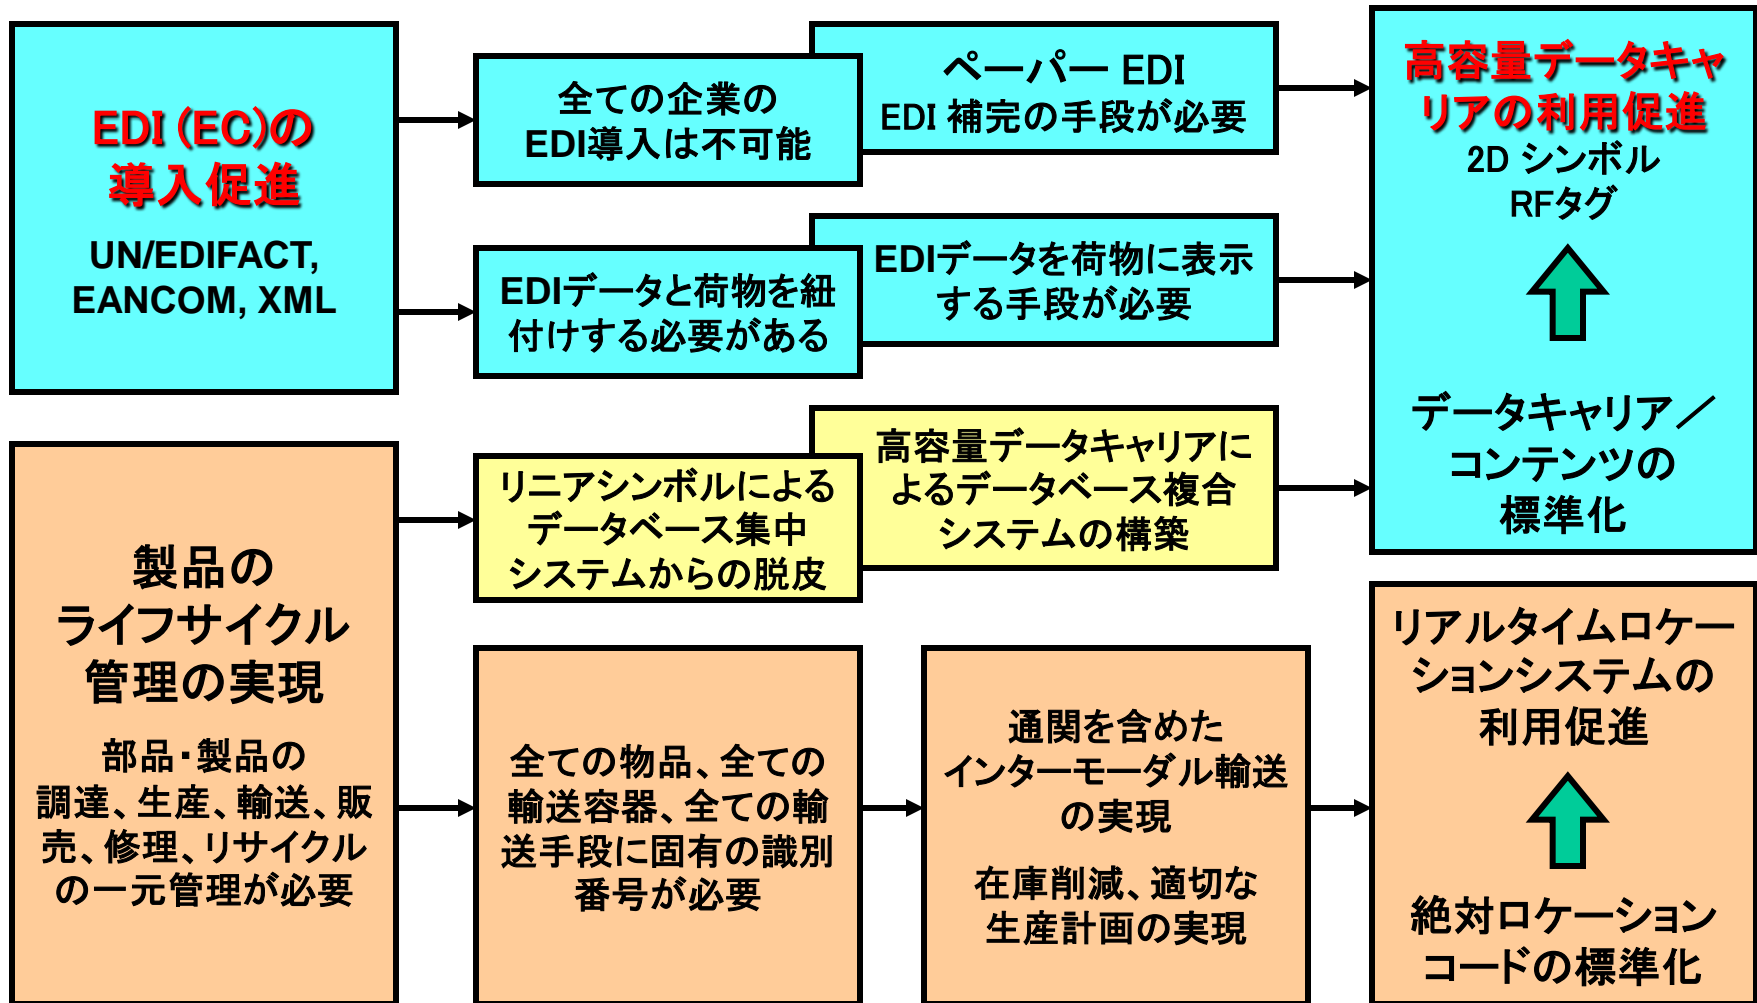 EDI (EC)の
導入促進
UN/EDIFACT,
EANCOM, XML
全ての企業の
EDI導入は不可能
ペーパー EDI
EDI 補完の手段が必要
EDIデータと荷物を紐
付けする必要がある
EDIデータを荷物に表示
する手段が必要
高容量データキャ
リアの利用促進
2D シンボル
RFタグ
データキャリア／
コンテンツの
標準化
製品の
ライフサイクル
管理の実現
部品・製品の
調達、生産、輸送、販
売、修理、リサイクル
の一元管理が必要
リニアシンボルによる
データベース集中
システムからの脱皮
高容量データキャリアに
よるデータベース複合
システムの構築
全ての物品、全ての
輸送容器、全ての輸
送手段に固有の識別
番号が必要
通関を含めた
インターモーダル輸送
の実現
在庫削減、適切な
生産計画の実現
リアルタイムロケー
ションシステムの
利用促進
絶対ロケーション
コードの標準化